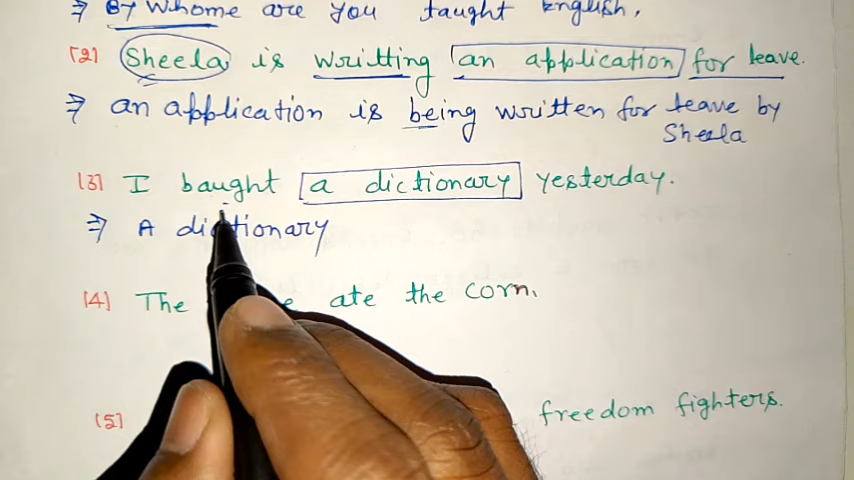 ⇒ By Whome are you taught English.
[2] Sheela is writting an application for leave.
⇒ an application is being written for leave by
Sheela
[3] I baught a dictionary yesterday.
⇒ A dictionary
[4] The ate the corn.
[5] freedom fighters.